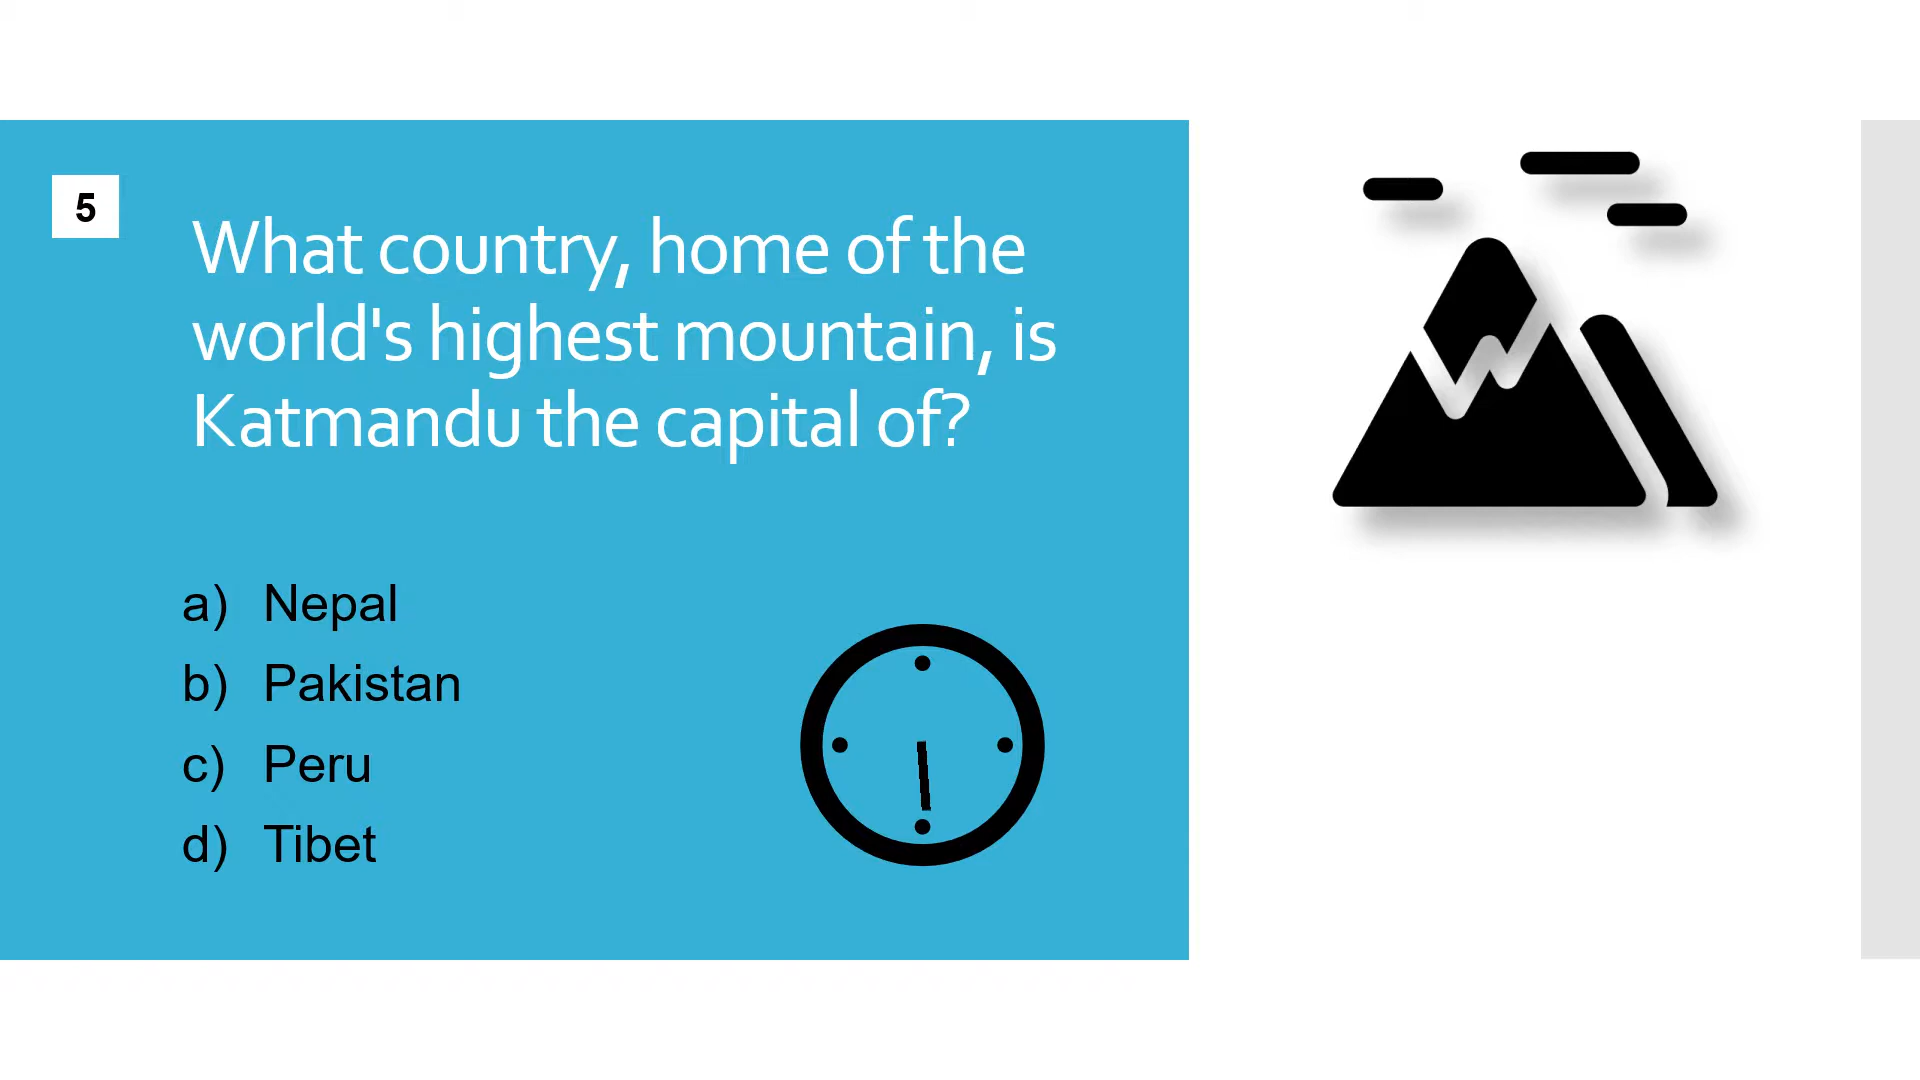 5
What country, home of the
world's highest mountain, is
Katmandu the capital of?
a) Nepal
b) Pakistan
c) Peru
d) Tibet